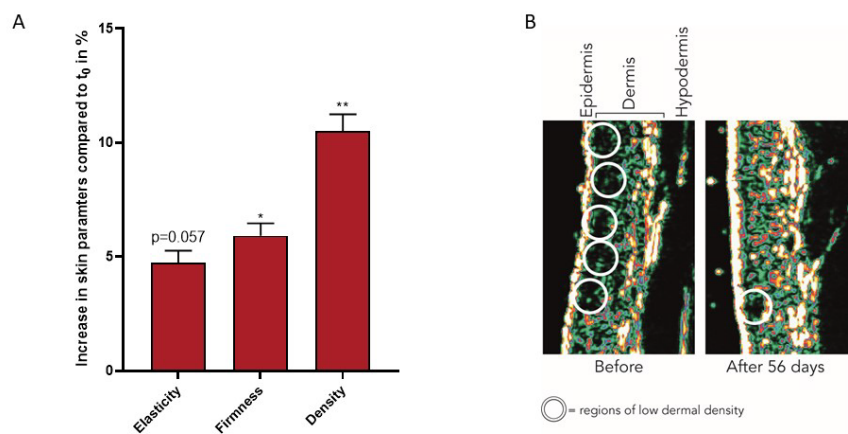 A
Increase in skin paramters compared to t0 in %
15
10
5
0
p=0.057
*
**
Elasticity
Firmness
Density
B
Epidermis
Dermis
Hypodermis
Before
After 56 days
= regions of low dermal density